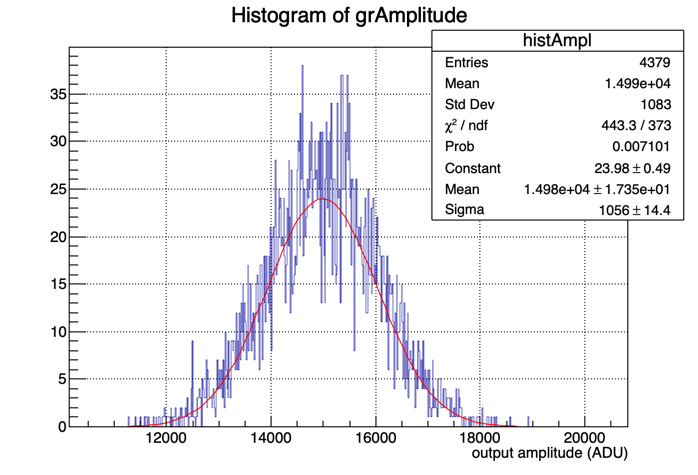 Histogram of grAmplitude
histAmpl
Entries 4379
Mean 1.499e+04
Std Dev 1083
χ² / ndf 443.3 / 373
Prob 0.007101
Constant 23.98 ± 0.49
Mean 1.498e+04 ± 1.735e+01
Sigma 1056 ± 14.4
35
30
25
20
15
10
5
0
12000 14000 16000 18000 20000
output amplitude (ADU)